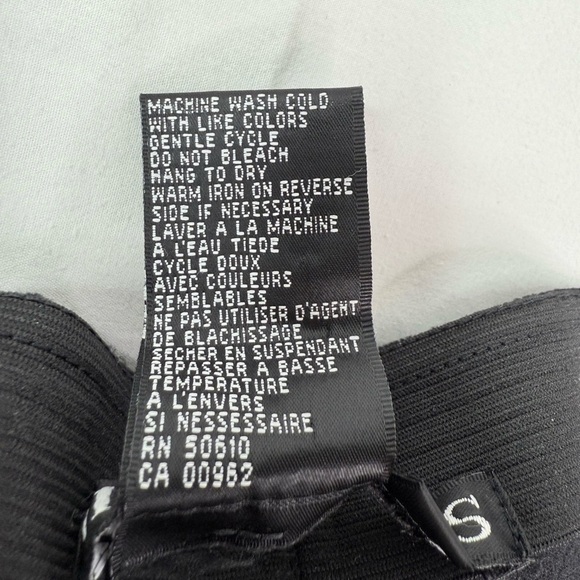 MACHINE WASH COLD
WITH LIKE COLORS
GENTLE CYCLE
DO NOT BLEACH
HANG TO DRY
WARM IRON ON REVERSE
SIDE IF NECESSARY
LAVER A LA MACHINE
A L'EAU TIEDE
CYCLE DOUX
AVEC COULEURS
SEMBLABLES
NE PAS UTILISER D'AGENT
DE BLACHISSAGE
SECHER EN SUSPENDANT
REPASSER A BASSE
TEMPERATURE
A L'ENVERS
SI NESSESSAIRE
RN 50610
CA 00962
S